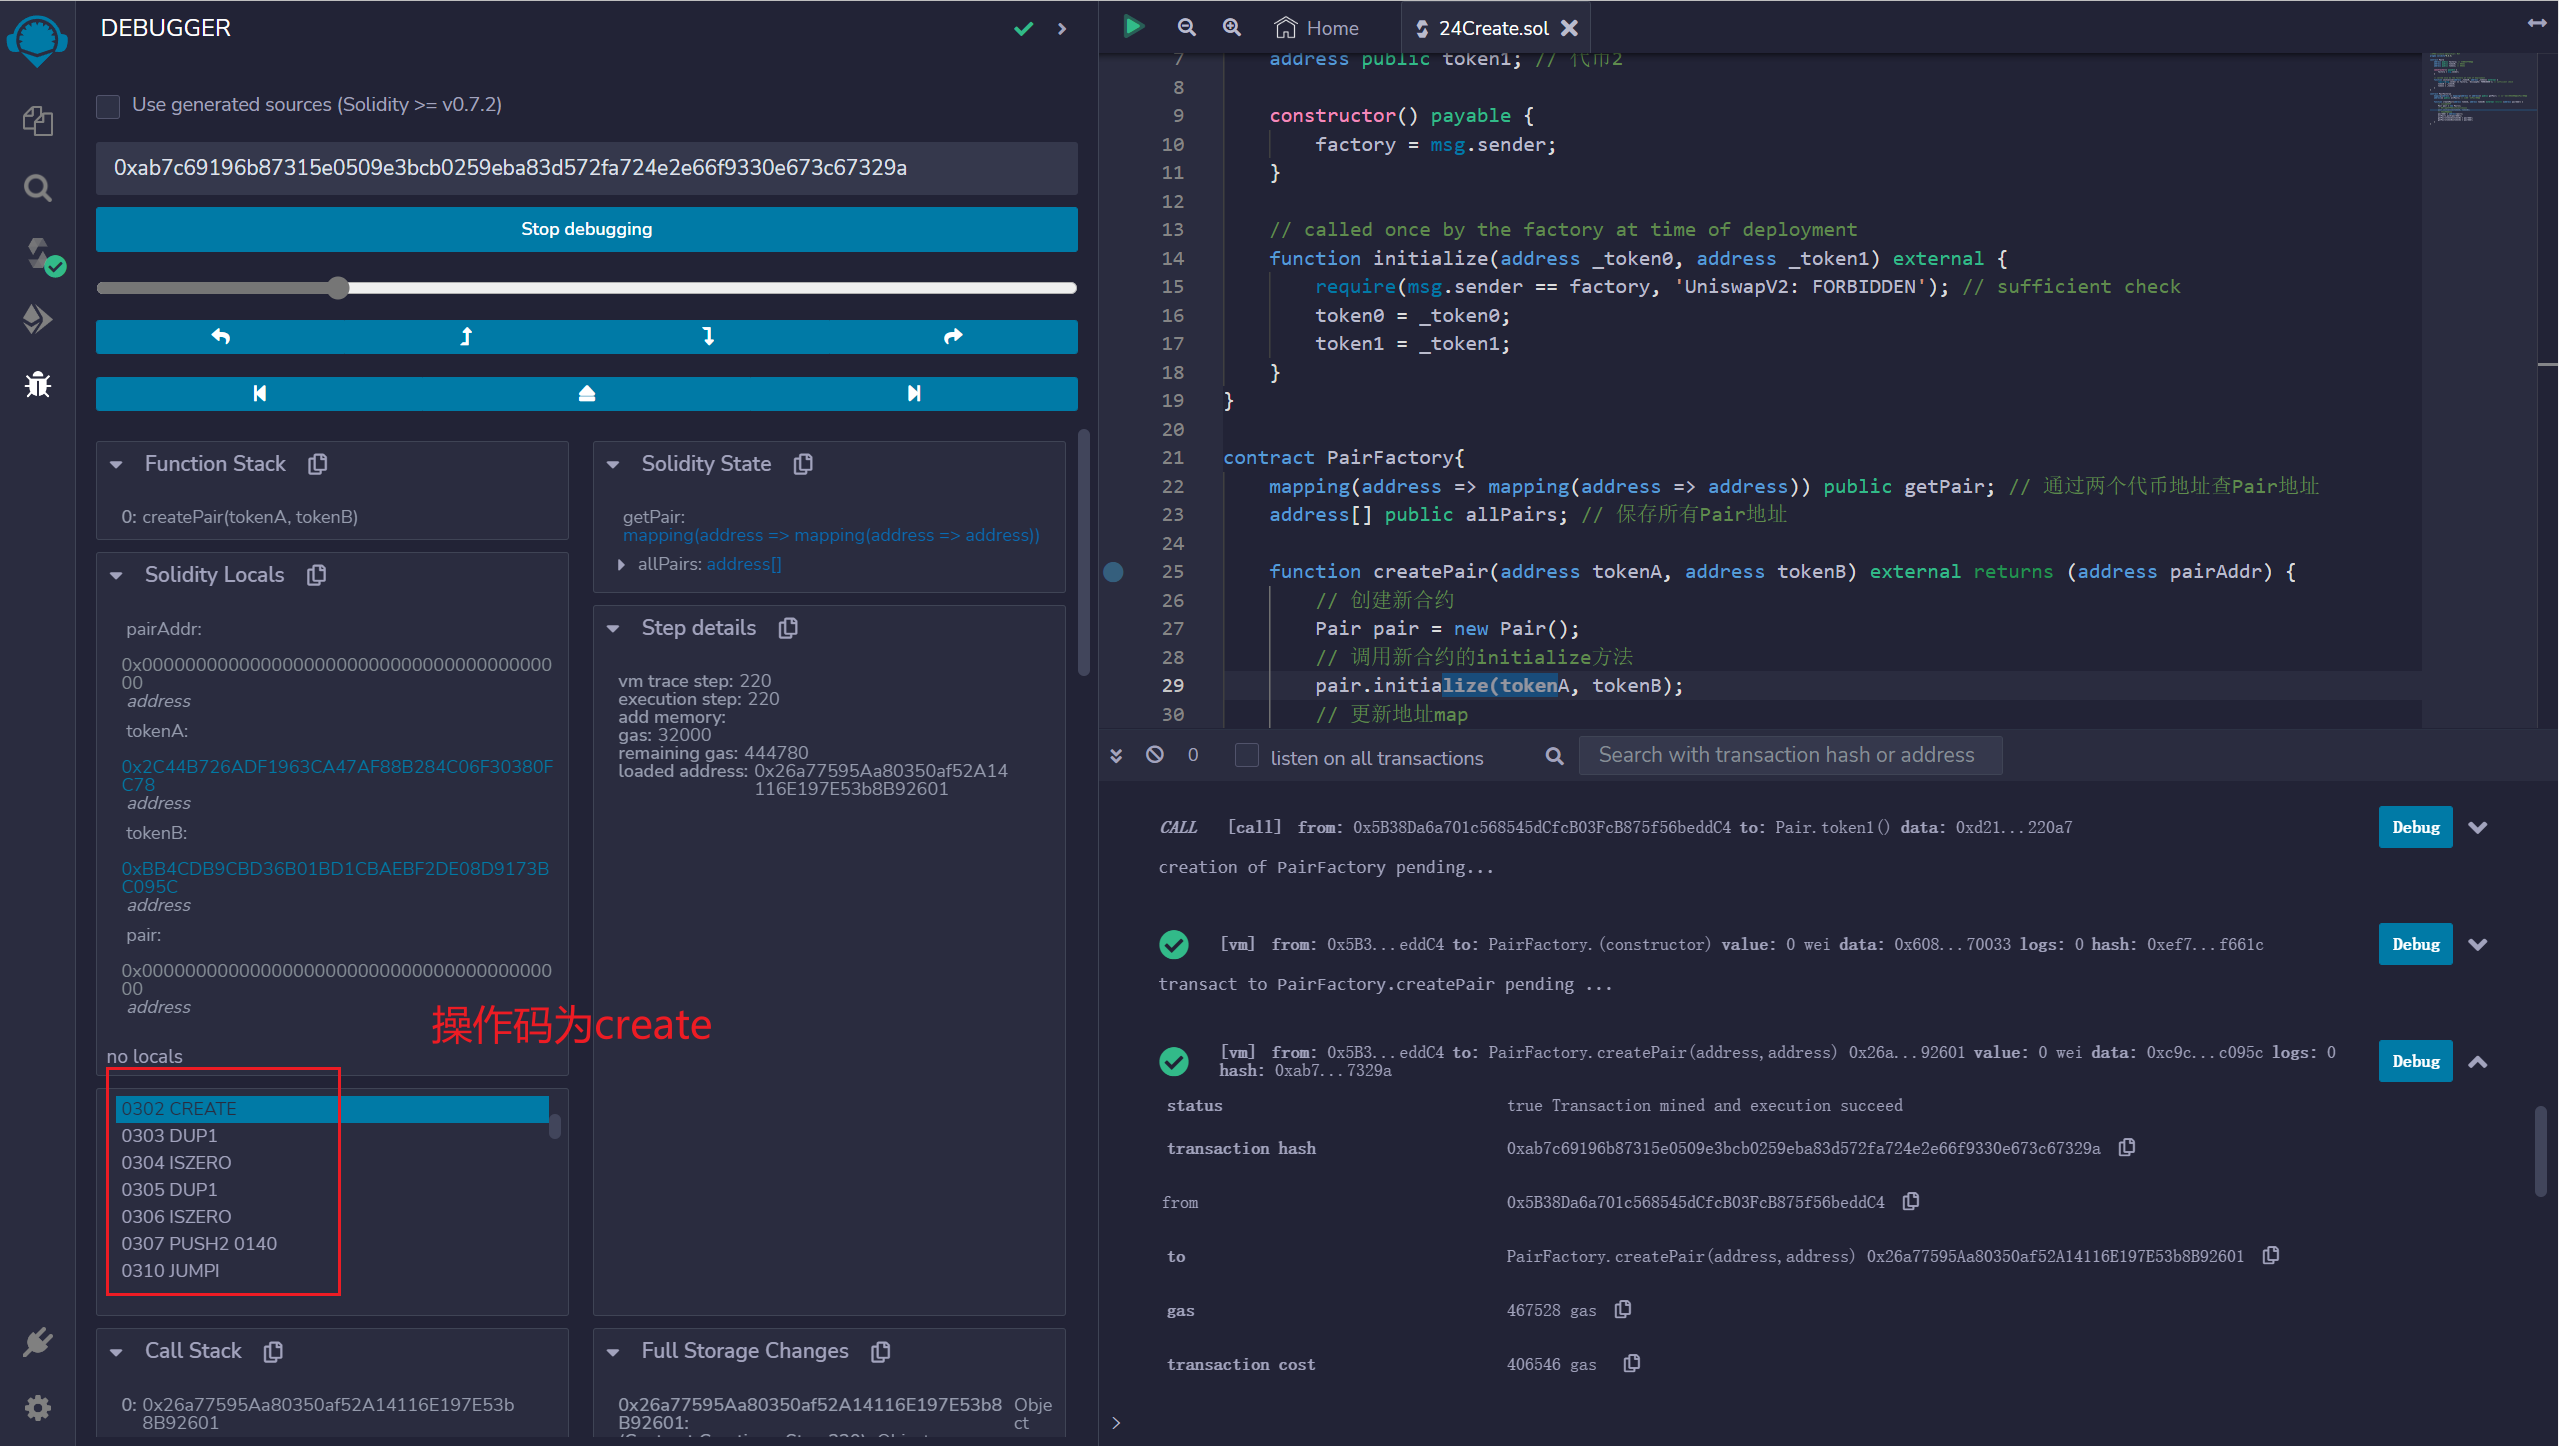 DEBUGGER
Use generated sources (Solidity >= v0.7.2)
0xab7c69196b87315e0509e3bcb0259eba83d572fa724e2e66f9330e673c67329a
Stop debugging
Function Stack
0: createPair(tokenA, tokenB)
Solidity Locals
pairAddr:
0x00000000000000000000000000000000000000
00
address
tokenA:
0x2C44B726ADF1963CA47AF88B284C06F30380F
C78
address
tokenB:
0xBB4CDB9CBD36B01BD1CBAEBF2DE08D9173B
C095C
address
pair:
0x00000000000000000000000000000000000000
00
address
no locals
操作码为create
0302 CREATE
0303 DUP1
0304 ISZERO
0305 DUP1
0306 ISZERO
0307 PUSH2 0140
0310 JUMPI
Call Stack
0: 0x26a77595Aa80350af52A14116E197E53b
8B92601
Solidity State
getPair:
mapping(address => mapping(address => address))
allPairs: address[]
Step details
vm trace step: 220
execution step: 220
add memory:
gas: 32000
remaining gas: 444780
loaded address: 0x26a77595Aa80350af52A14
116E197E53b8B92601
Full Storage Changes
0x26a77595Aa80350af52A14116E197E53b8
B92601:
Obje
ct
Home
24Create.sol
7 address public token1; // 代币2
8
9 constructor() payable {
10 factory = msg.sender;
11 }
12
13 // called once by the factory at time of deployment
14 function initialize(address _token0, address _token1) external {
15 require(msg.sender == factory, 'UniswapV2: FORBIDDEN'); // sufficient check
16 token0 = _token0;
17 token1 = _token1;
18 }
19 }
20
21 contract PairFactory{
22 mapping(address => mapping(address => address)) public getPair; // 通过两个代币地址查Pair地址
23 address[] public allPairs; // 保存所有Pair地址
24
25 function createPair(address tokenA, address tokenB) external returns (address pairAddr) {
26 // 创建新合约
27 Pair pair = new Pair();
28 // 调用新合约的initialize方法
29 pair.initialize(tokenA, tokenB);
30 // 更新地址map
0
listen on all transactions
Search with transaction hash or address
CALL [call] from: 0x5B38Da6a701c568545dCfcB03FcB875f56beddC4 to: Pair.token1() data: 0xd21...220a7
Debug
creation of PairFactory pending...
[vm] from: 0x5B3...eddC4 to: PairFactory.(constructor) value: 0 wei data: 0x608...70033 logs: 0 hash: 0xef7...f661c
Debug
transact to PairFactory.createPair pending ...
[vm] from: 0x5B3...eddC4 to: PairFactory.createPair(address,address) 0x26a...92601 value: 0 wei data: 0xc9c...c095c logs: 0
hash: 0xab7...7329a
Debug
status true Transaction mined and execution succeed
transaction hash 0xab7c69196b87315e0509e3bcb0259eba83d572fa724e2e66f9330e673c67329a
from 0x5B38Da6a701c568545dCfcB03FcB875f56beddC4
to PairFactory.createPair(address,address) 0x26a77595Aa80350af52A14116E197E53b8B92601
gas 467528 gas
transaction cost 406546 gas
>